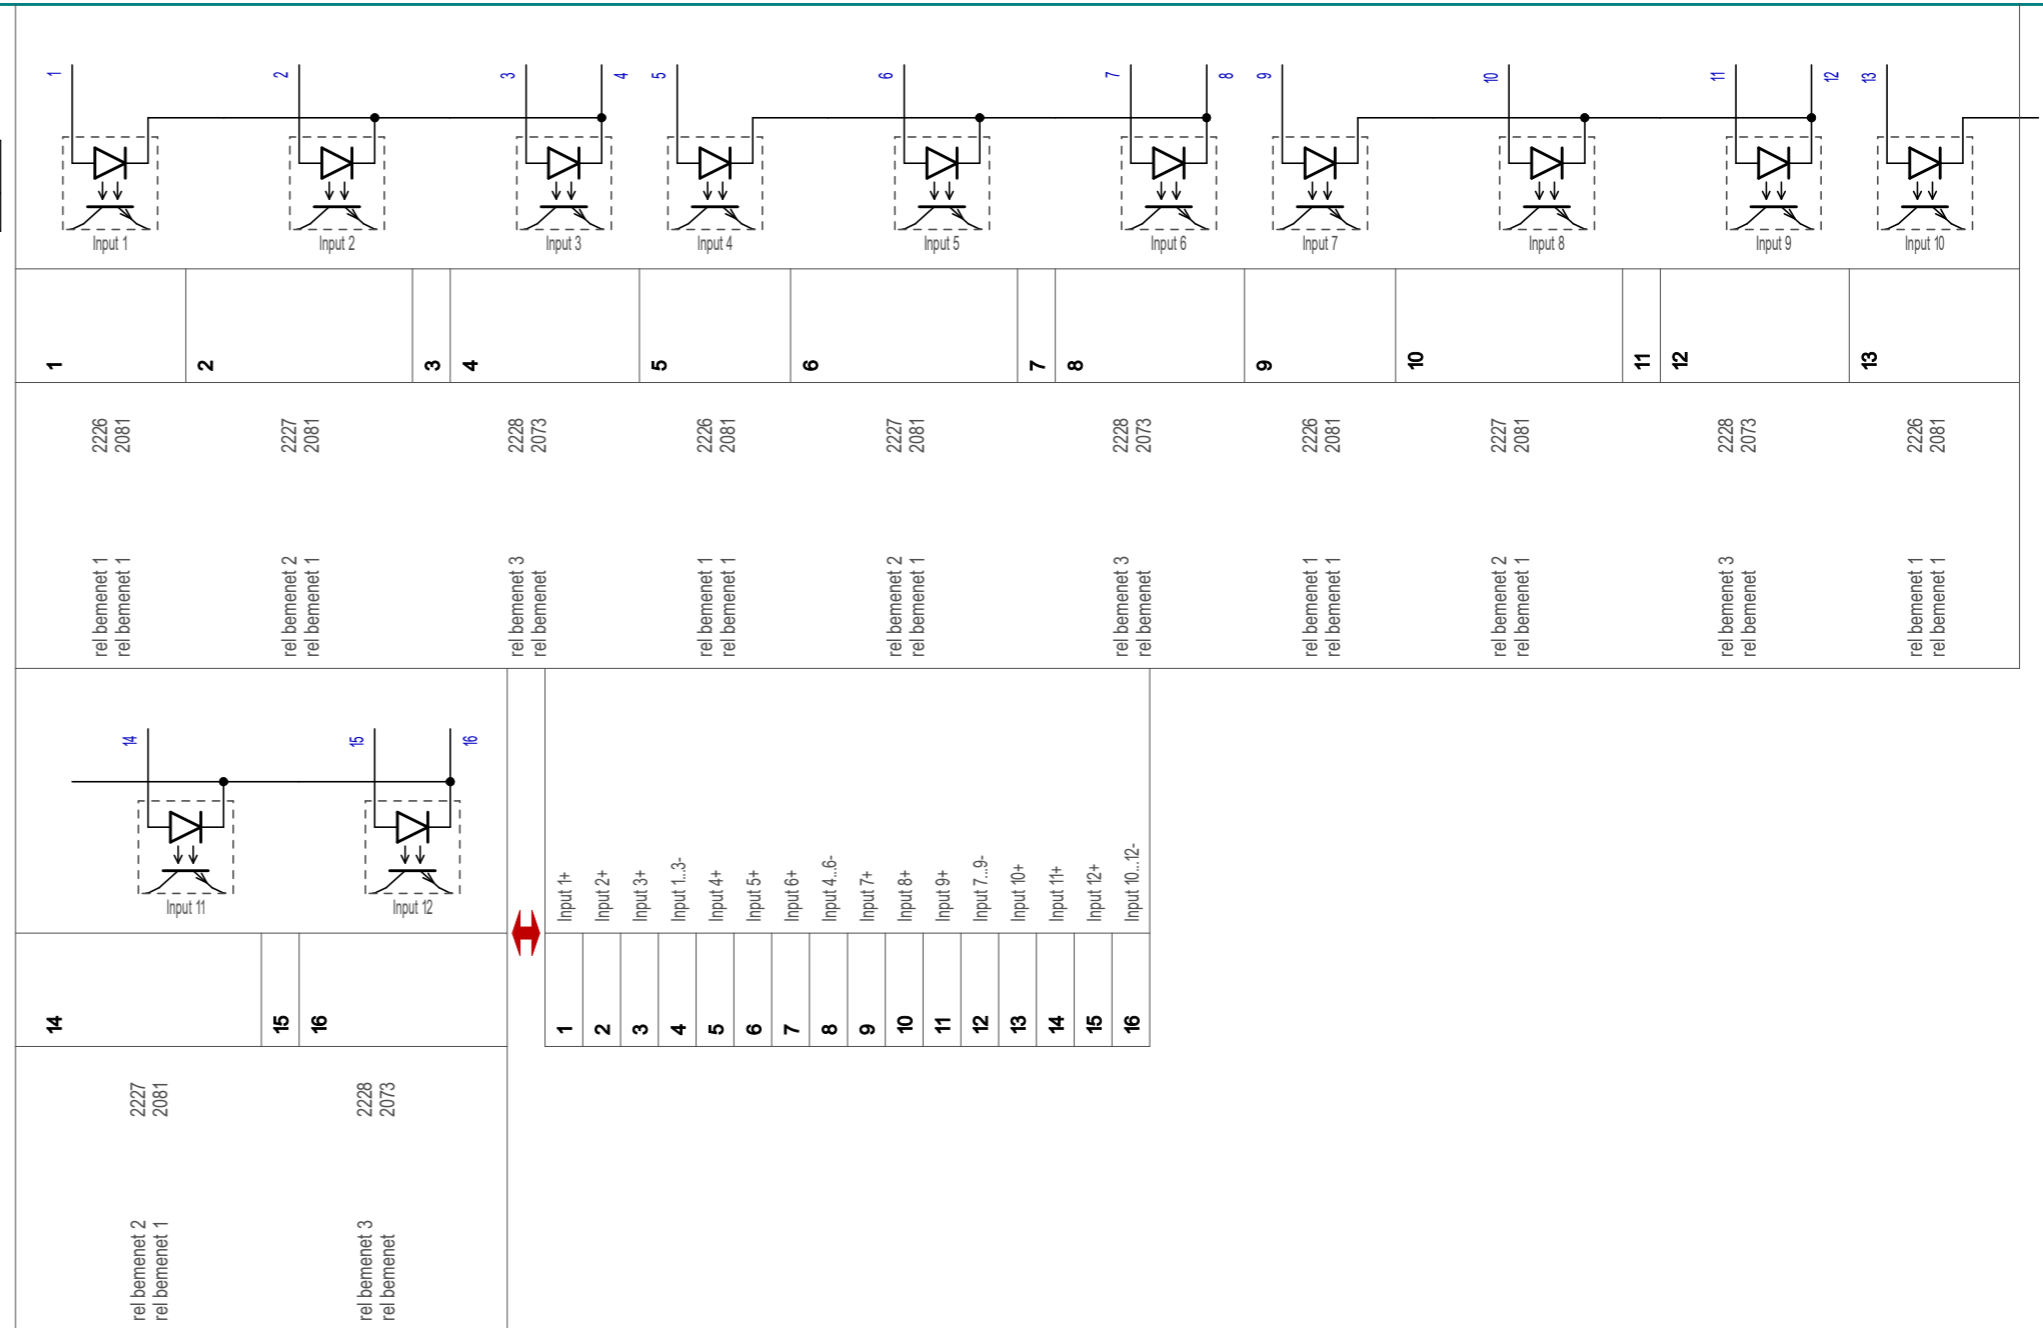 1
2
3
4
5
6
7
8
9
10
11
12
13
Input 1
Input 2
Input 3
Input 4
Input 5
Input 6
Input 7
Input 8
Input 9
Input 10
1
2
3
4
5
6
7
8
9
10
11
12
13
2226
2081
2227
2081
2228
2073
2226
2081
2227
2081
2228
2073
2226
2081
2227
2081
2228
2073
2226
2081
rel bemenet 1
rel bemenet 1
rel bemenet 2
rel bemenet 1
rel bemenet 3
rel bemenet
rel bemenet 1
rel bemenet 1
rel bemenet 2
rel bemenet 1
rel bemenet 3
rel bemenet
rel bemenet 1
rel bemenet 1
rel bemenet 2
rel bemenet 1
rel bemenet 3
rel bemenet
rel bemenet 1
rel bemenet 1
14
15
16
Input 11
Input 12
14
15
16
2227
2081
2228
2073
rel bemenet 2
rel bemenet 1
rel bemenet 3
rel bemenet
Input 1+
Input 2+
Input 3+
Input 1...3-
Input 4+
Input 5+
Input 6+
Input 4...6-
Input 7+
Input 8+
Input 9+
Input 7...9-
Input 10+
Input 11+
Input 12+
Input 10...12-
1
2
3
4
5
6
7
8
9
10
11
12
13
14
15
16